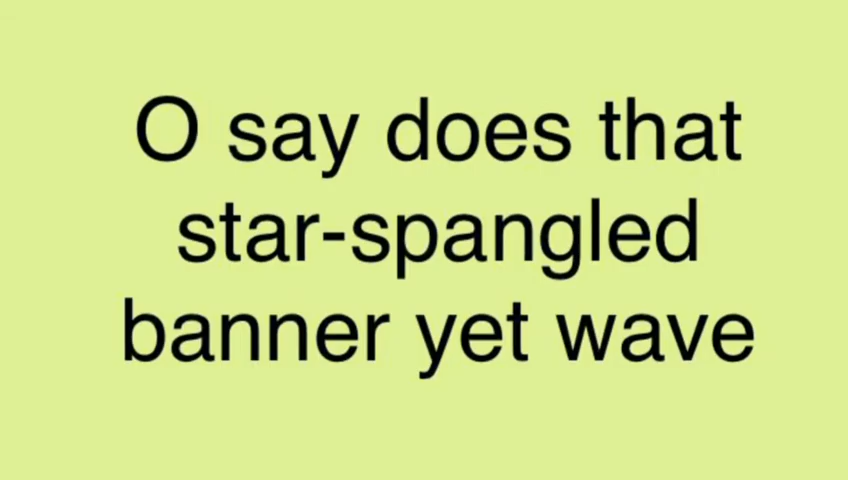 O say does that
star-spangled
banner yet wave